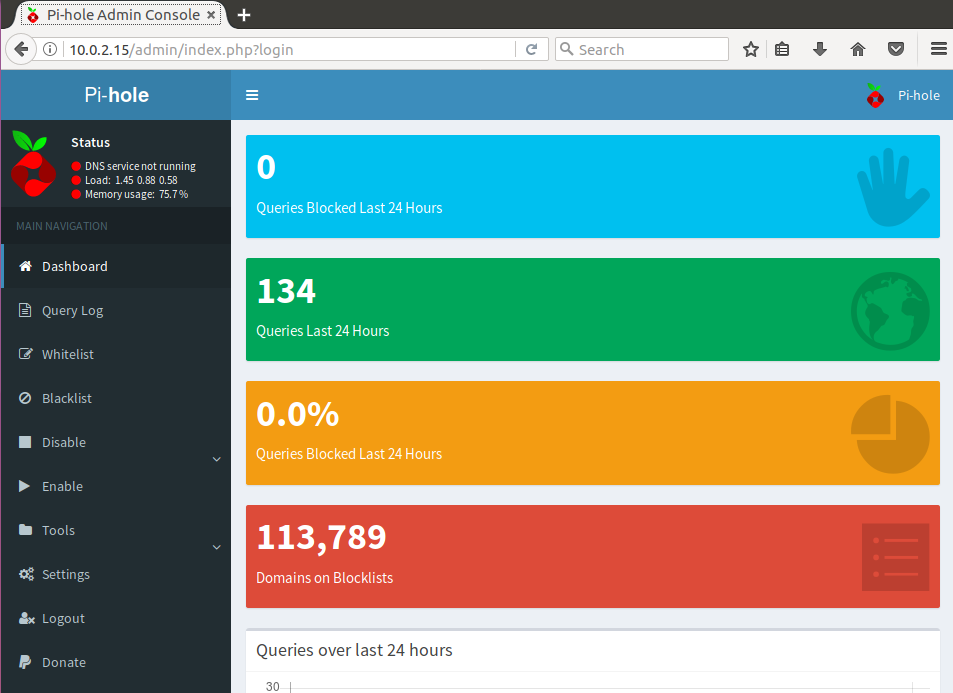 Pi-hole Admin Console
10.0.2.15/admin/index.php?login
Search
Pi-hole
Pi-hole
Status
DNS service not running
Load: 1.45 0.88 0.58
Memory usage: 75.7 %
MAIN NAVIGATION
Dashboard
Query Log
Whitelist
Blacklist
Disable
Enable
Tools
Settings
Logout
Donate
0
Queries Blocked Last 24 Hours
134
Queries Last 24 Hours
0.0%
Queries Blocked Last 24 Hours
113,789
Domains on Blocklists
Queries over last 24 hours
30